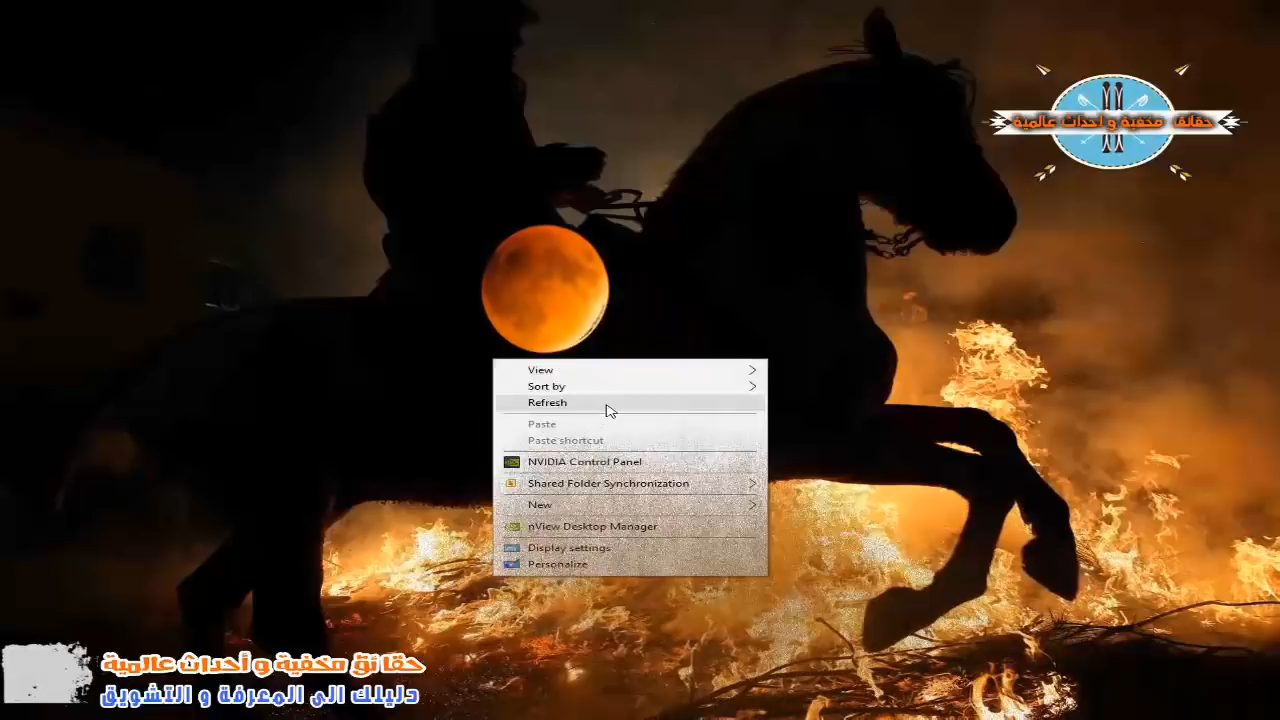 حقائق مخفية و أحداث عالمية
View
Sort by
Refresh
Paste
Paste shortcut
NVIDIA Control Panel
Shared Folder Synchronization
New
nView Desktop Manager
Display settings
Personalize
حقائق مخفية و أحداث عالمية
دليلك الى المعرفة و التشويق